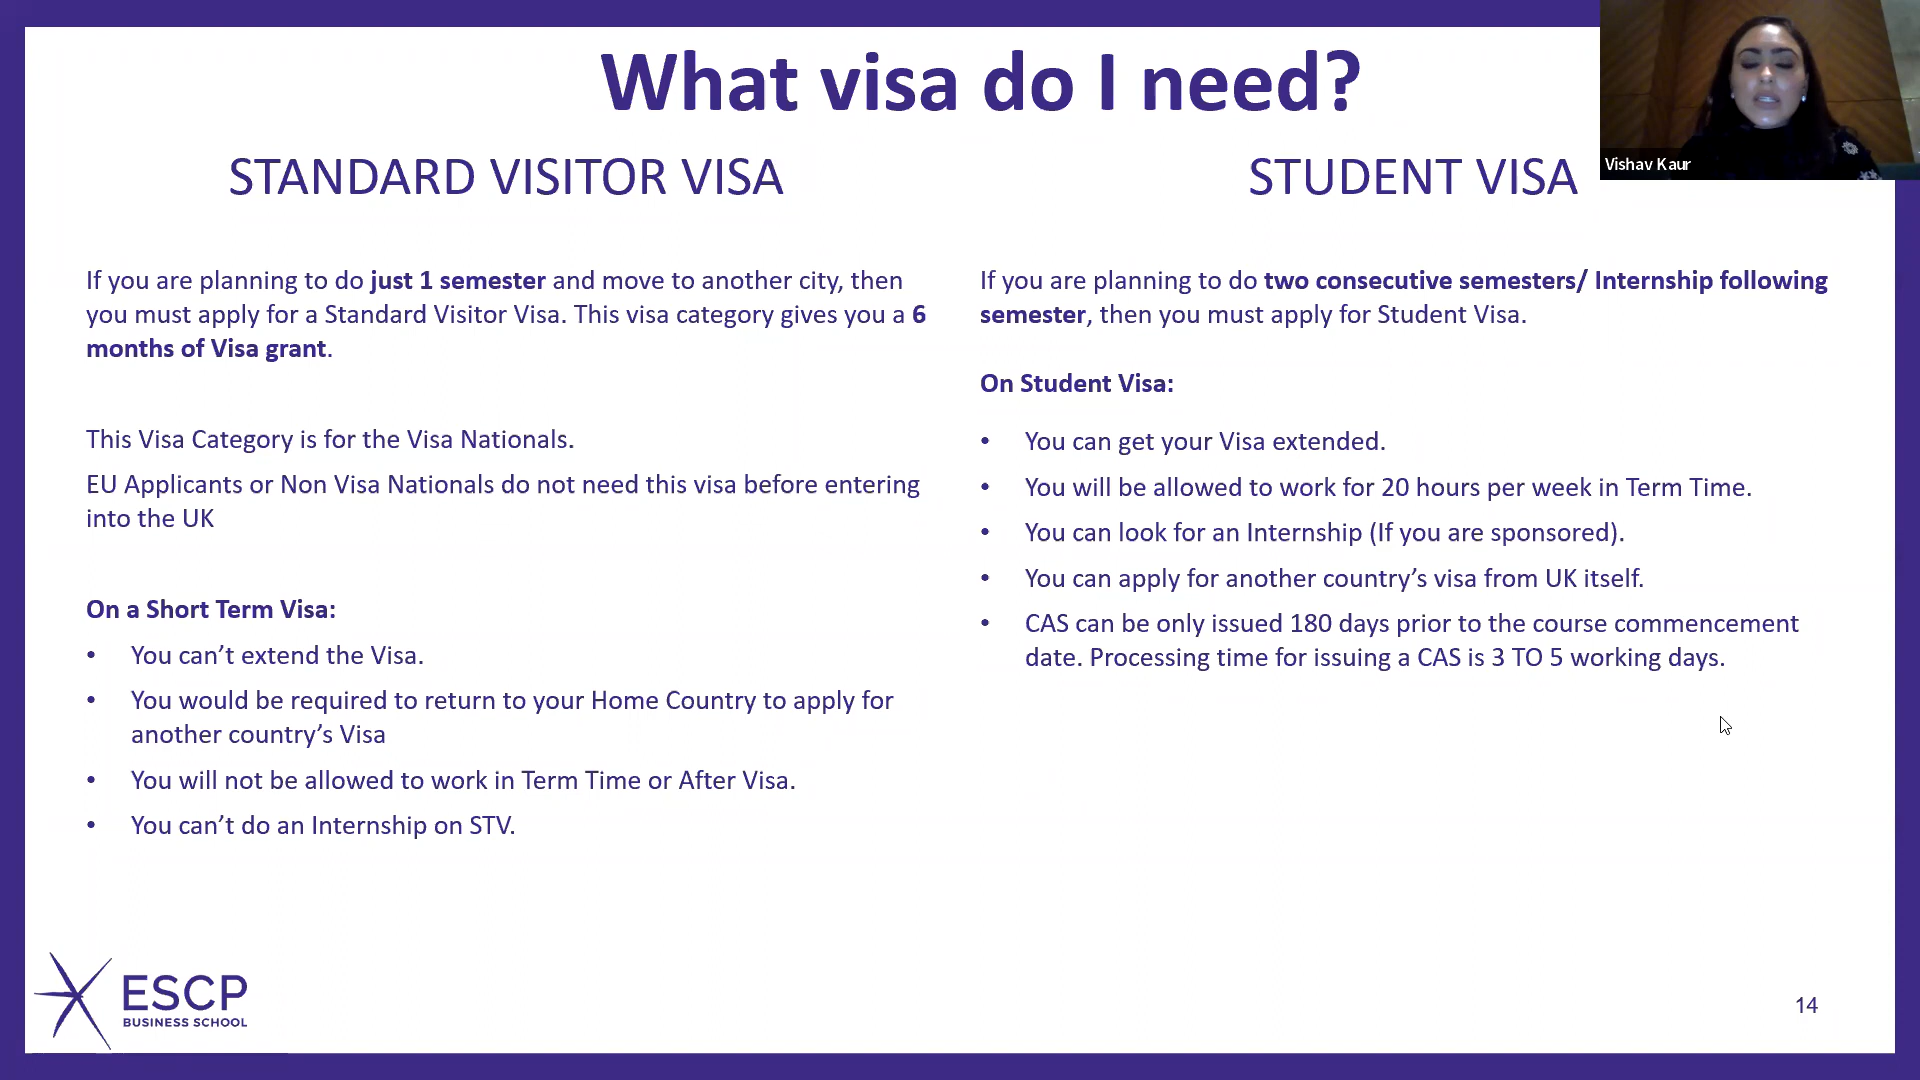 What visa do I need?
Vishav Kaur
STANDARD VISITOR VISA
If you are planning to do just 1 semester and move to another city, then
you must apply for a Standard Visitor Visa. This visa category gives you a 6
months of Visa grant.
This Visa Category is for the Visa Nationals.
EU Applicants or Non Visa Nationals do not need this visa before entering
into the UK
On a Short Term Visa:
• You can’t extend the Visa.
• You would be required to return to your Home Country to apply for
another country’s Visa
• You will not be allowed to work in Term Time or After Visa.
• You can’t do an Internship on STV.
STUDENT VISA
If you are planning to do two consecutive semesters/ Internship following
semester, then you must apply for Student Visa.
On Student Visa:
• You can get your Visa extended.
• You will be allowed to work for 20 hours per week in Term Time.
• You can look for an Internship (If you are sponsored).
• You can apply for another country’s visa from UK itself.
• CAS can be only issued 180 days prior to the course commencement
date. Processing time for issuing a CAS is 3 TO 5 working days.
ESCP
BUSINESS SCHOOL
14